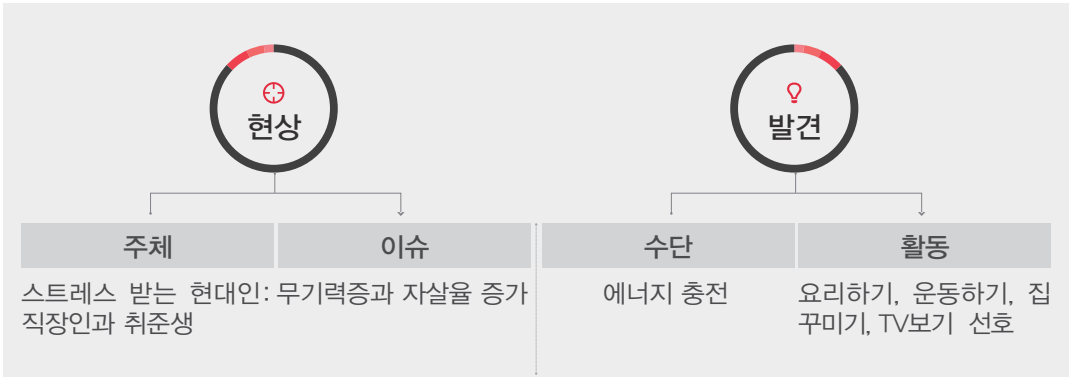 현상
발견
주체
이슈
수단
활동
스트레스 받는 현대인:
직장인과 취준생
무기력증과 자살율 증가
에너지 충전
요리하기, 운동하기, 집
꾸미기, TV보기 선호